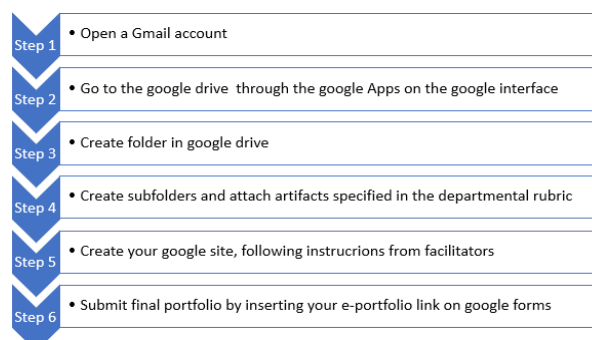 Step 1
• Open a Gmail account
Step 2
• Go to the google drive through the google Apps on the google interface
Step 3
• Create folder in google drive
Step 4
• Create subfolders and attach artifacts specified in the departmental rubric
Step 5
• Create your google site, following instrucrions from facilitators
Step 6
• Submit final portfolio by inserting your e-portfolio link on google forms